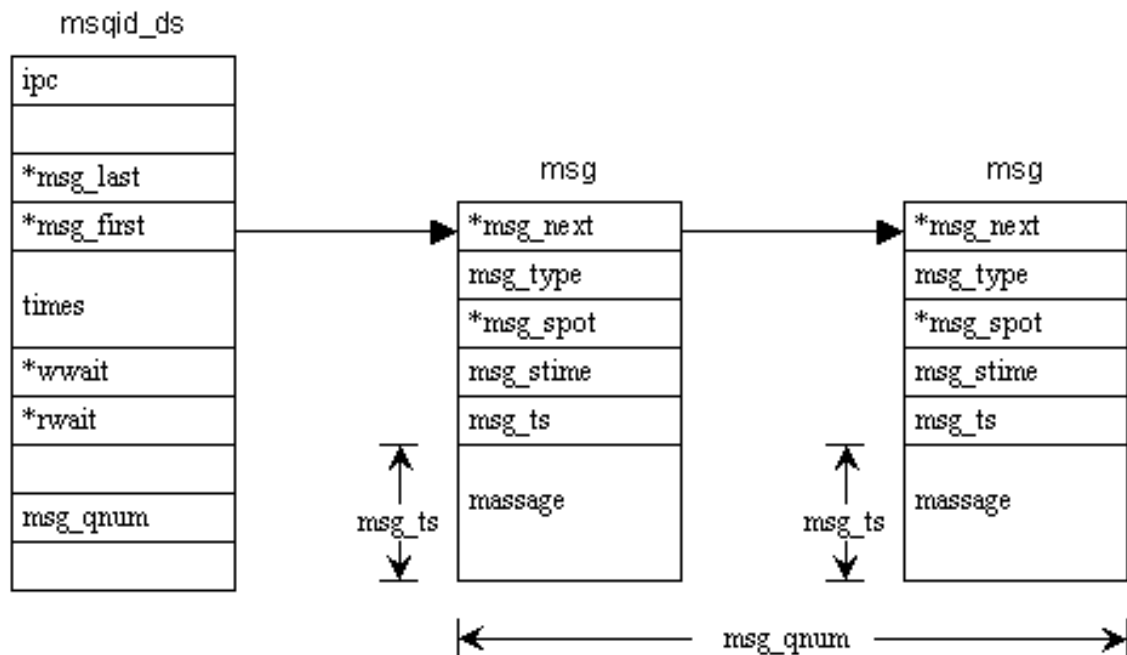 msqid_ds
ipc
*msg_last
*msg_first
times
*wwait
*rwait
msg_qnum
msg
*msg_next
msg_type
*msg_spot
msg_stime
msg_ts
massage
msg_ts
msg
*msg_next
msg_type
*msg_spot
msg_stime
msg_ts
massage
msg_ts
msg_qnum